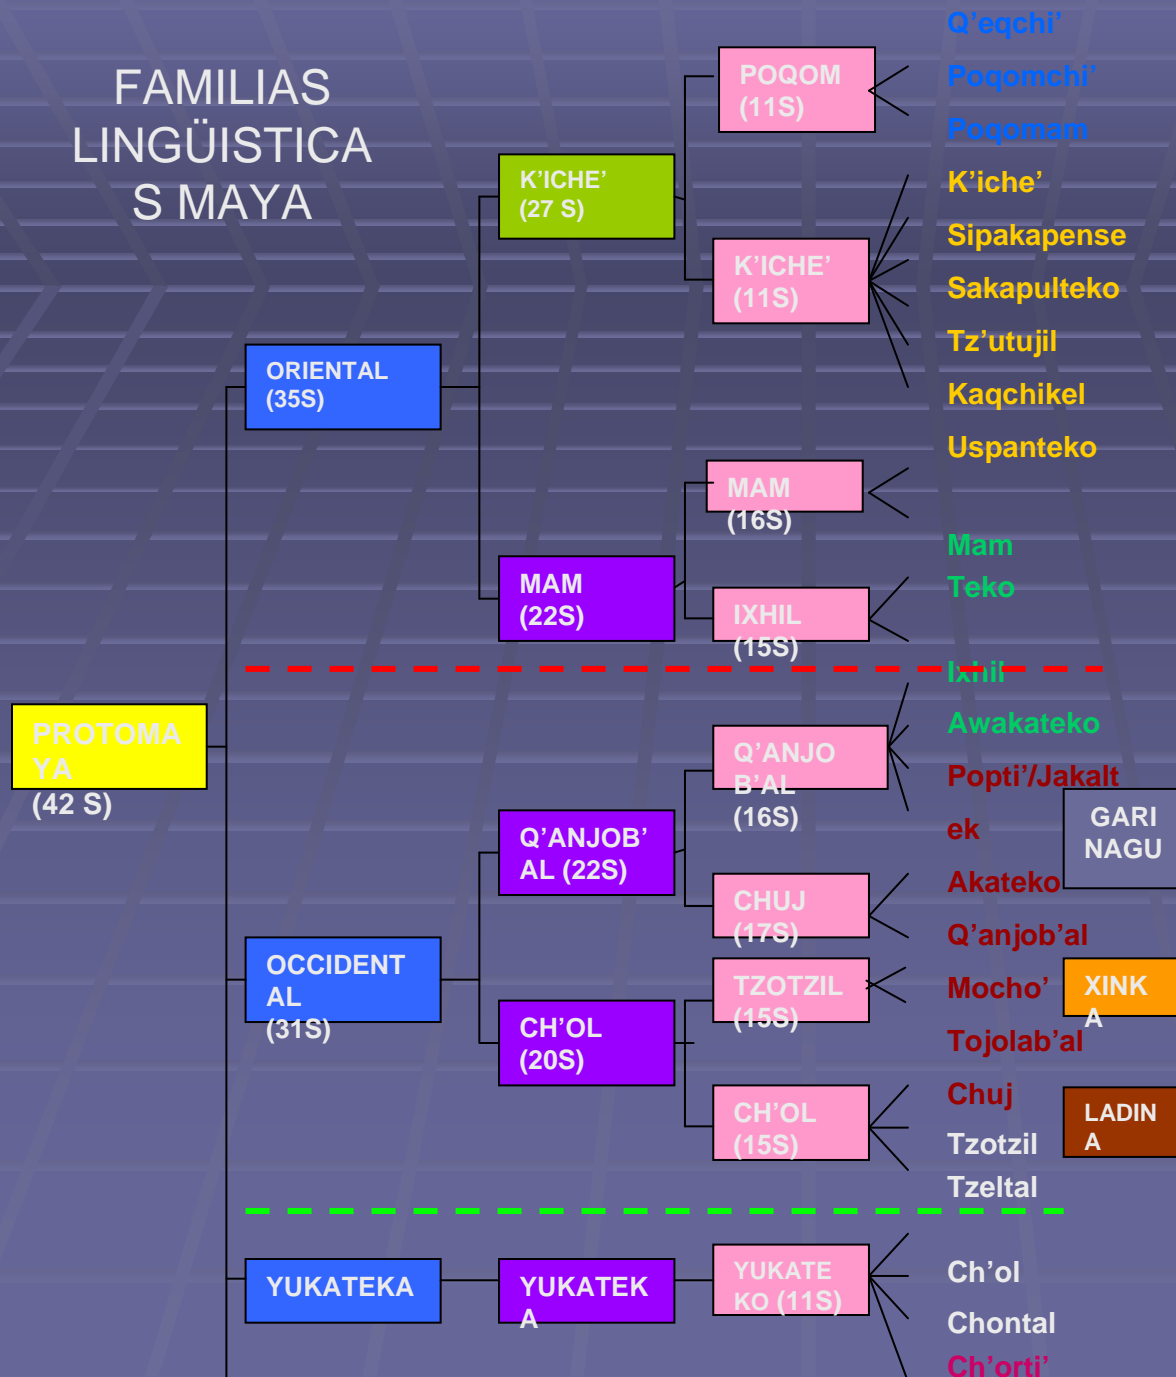 FAMILIAS
LINGÜISTICA
S MAYA
PROTOMA
YA
(42 S)
ORIENTAL
(35S)
OCCIDENT
AL
(31S)
YUKATEKA
K’ICHE’
(27 S)
MAM
(22S)
Q’ANJOB’
AL (22S)
CH’OL
(20S)
YUKATEK
A
POQOM
(11S)
K’ICHE’
(11S)
MAM
(16S)
IXHIL
(15S)
Q’ANJO
B’AL
(16S)
CHUJ
(17S)
TZOTZIL
(15S)
CH’OL
(15S)
YUKATE
KO (11S)
Q’eqchi’
Poqomchi’
Poqomam
K’iche’
Sipakapense
Sakapulteko
Tz’utujil
Kaqchikel
Uspanteko
Mam
Teko
Ixhil
Awakateko
Popti’/Jakalt
ek
Akateko
Q’anjob’al
Mocho’
Tojolab’al
Chuj
Tzotzil
Tzeltal
Ch’ol
Chontal
Ch’orti’
GARI
NAGU
XINK
A
LADIN
A